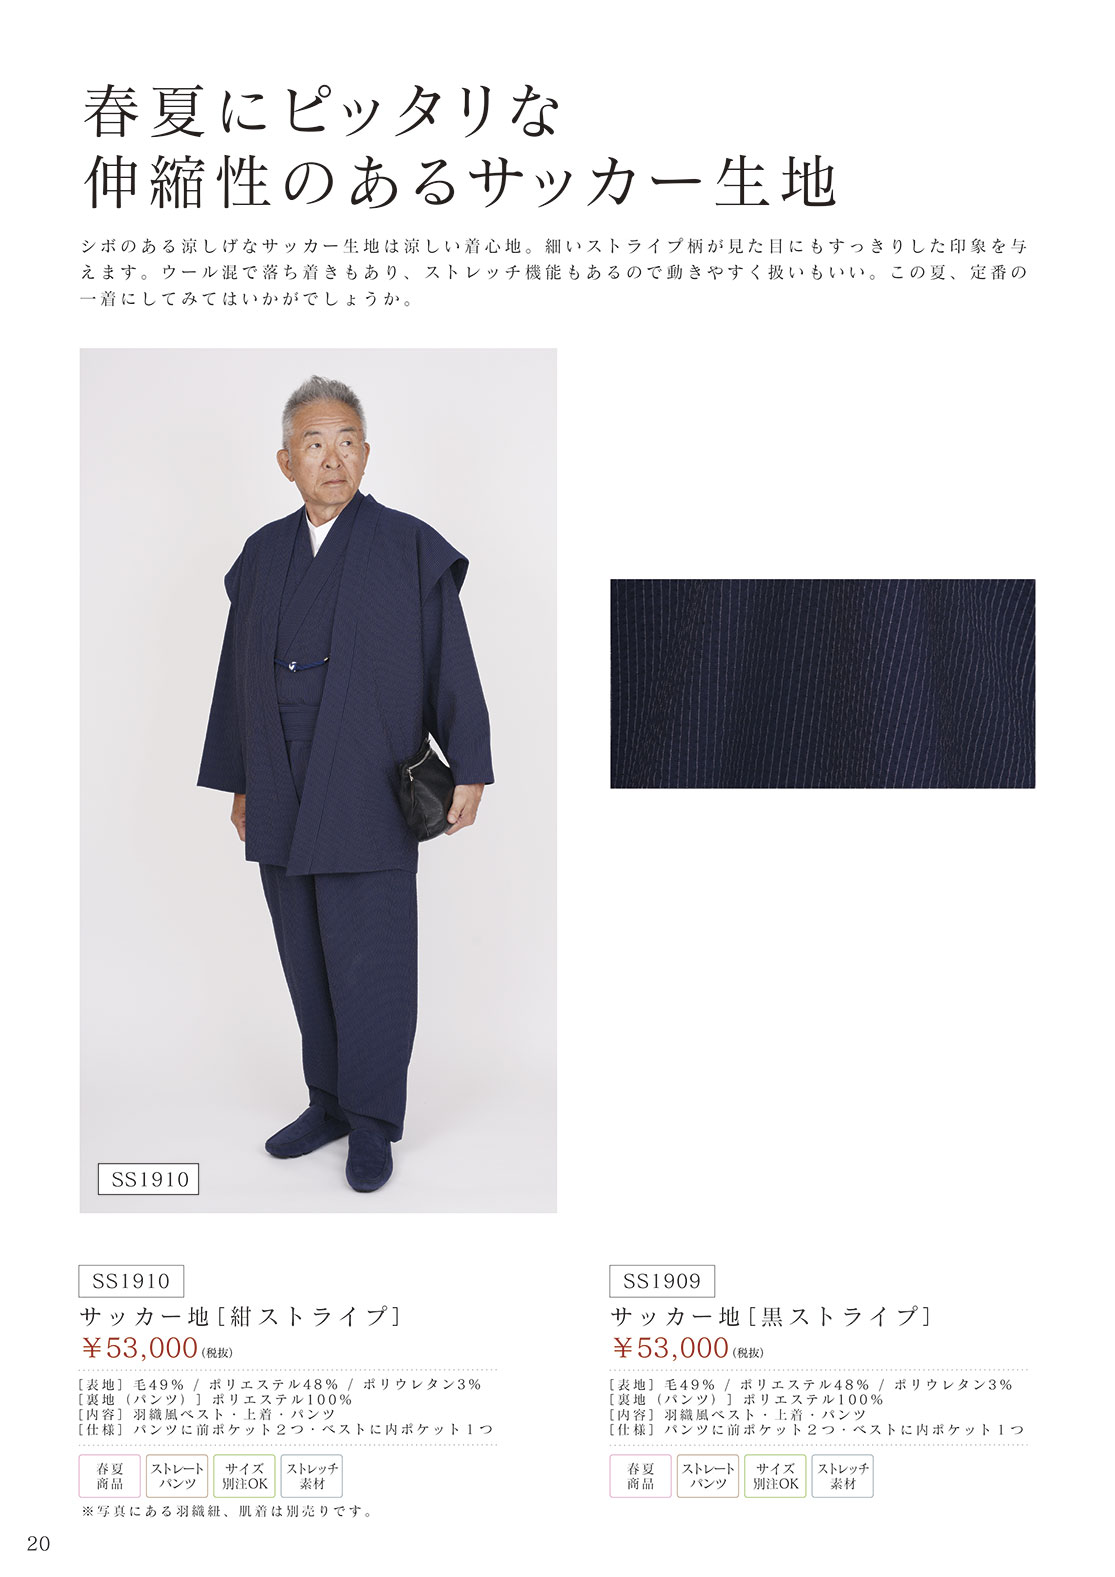 春夏にピッタリな
伸縮性のあるサッカー生地
シボのある涼しげなサッカー生地は涼しい着心地。細いストライプ柄が見た目にもすっきりした印象を与
えます。ウール混で落ち着きもあり、ストレッチ機能もあるので動きやすく扱いもいい。この夏、定番の
一着にしてみてはいかがでしょうか。
SS1910
SS1910
サッカー地[紺ストライプ]
￥53,000(税抜)
[表地] 毛49% / ポリエステル48% / ポリウレタン3%
[裏地（パンツ）] ポリエステル100%
[内容] 羽織風ベスト・上着・パンツ
[仕様] パンツに前ポケット２つ・ベストに内ポケット１つ
春夏
商品
ストレート
パンツ
サイズ
別注OK
ストレッチ
素材
※写真にある羽織紐、肌着は別売りです。
SS1909
サッカー地[黒ストライプ]
￥53,000(税抜)
[表地] 毛49% / ポリエステル48% / ポリウレタン3%
[裏地（パンツ）] ポリエステル100%
[内容] 羽織風ベスト・上着・パンツ
[仕様] パンツに前ポケット２つ・ベストに内ポケット１つ
春夏
商品
ストレート
パンツ
サイズ
別注OK
ストレッチ
素材
20